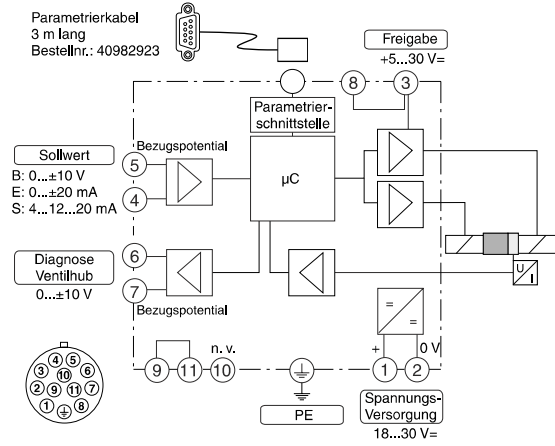 Parametrierkabel
3 m lang
Bestellnr.: 40982923
Freigabe
+5...30 V=
8
3
Parametrier-
schnittstelle
Bezugspotential
5
4
Sollwert
B: 0...±10 V
E: 0...±20 mA
S: 4...12...20 mA
µC
6
7
Diagnose
Ventilhub
0...±10 V
Bezugspotential
U
I
=
=
+
0 V
n. v.
9
11
10
1
2
PE
Spannungs-
Versorgung
18...30 V=
4
5
3
10
6
2
9
11
7
1
8